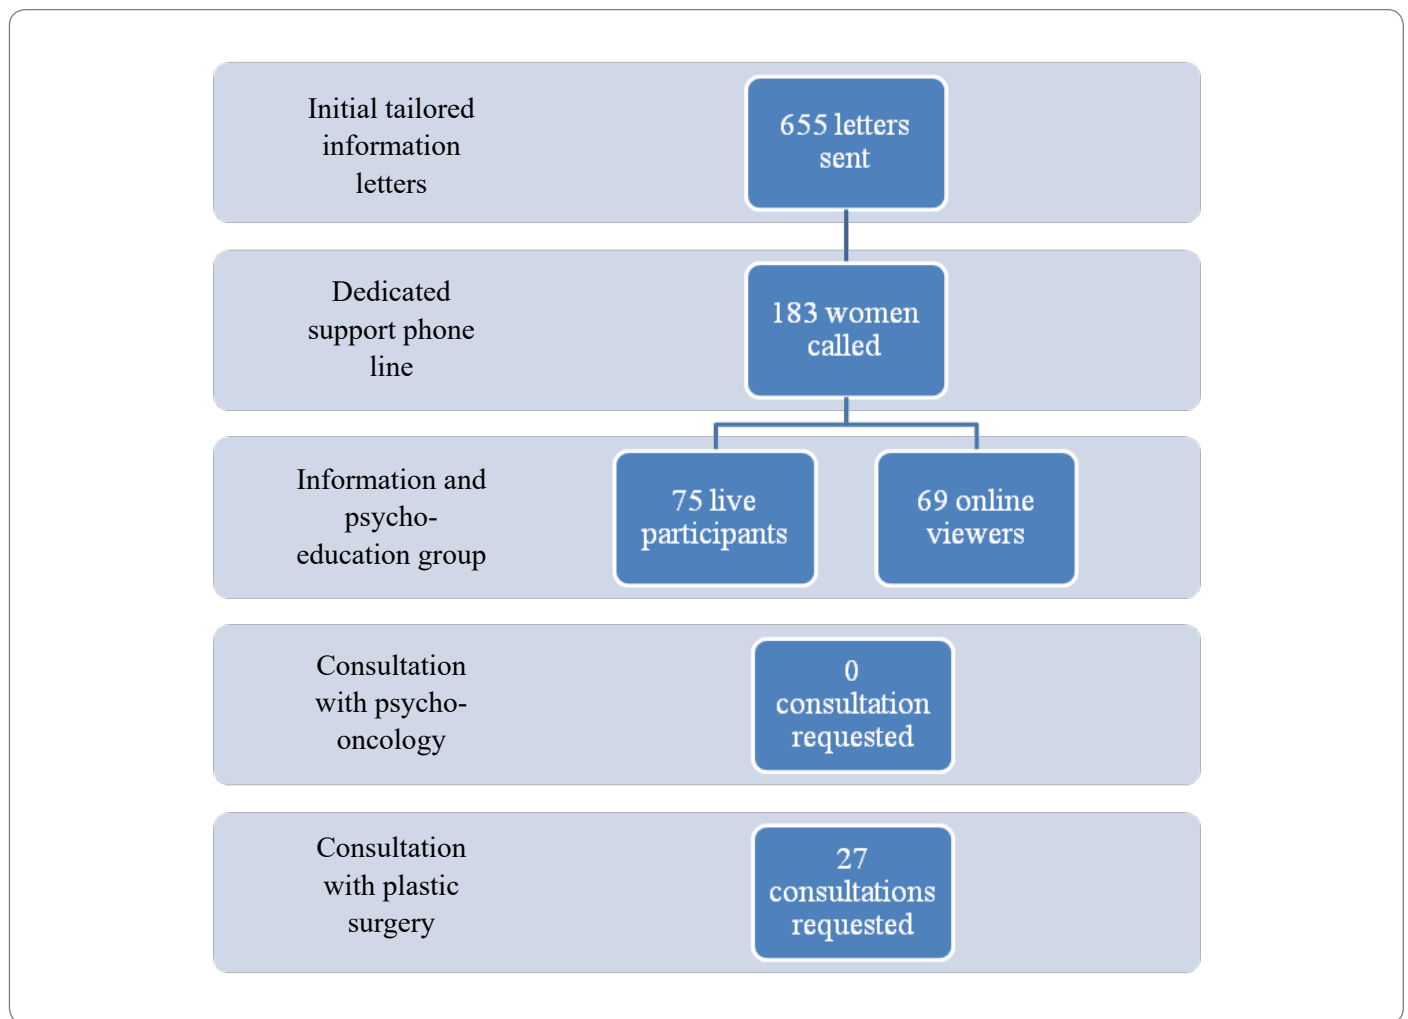 Initial tailored
information
letters
655 letters
sent
Dedicated
support phone
line
183 women
called
Information and
psycho-
education group
75 live
participants
69 online
viewers
Consultation
with psycho-
oncology
0
consultation
requested
Consultation
with plastic
surgery
27
consultations
requested